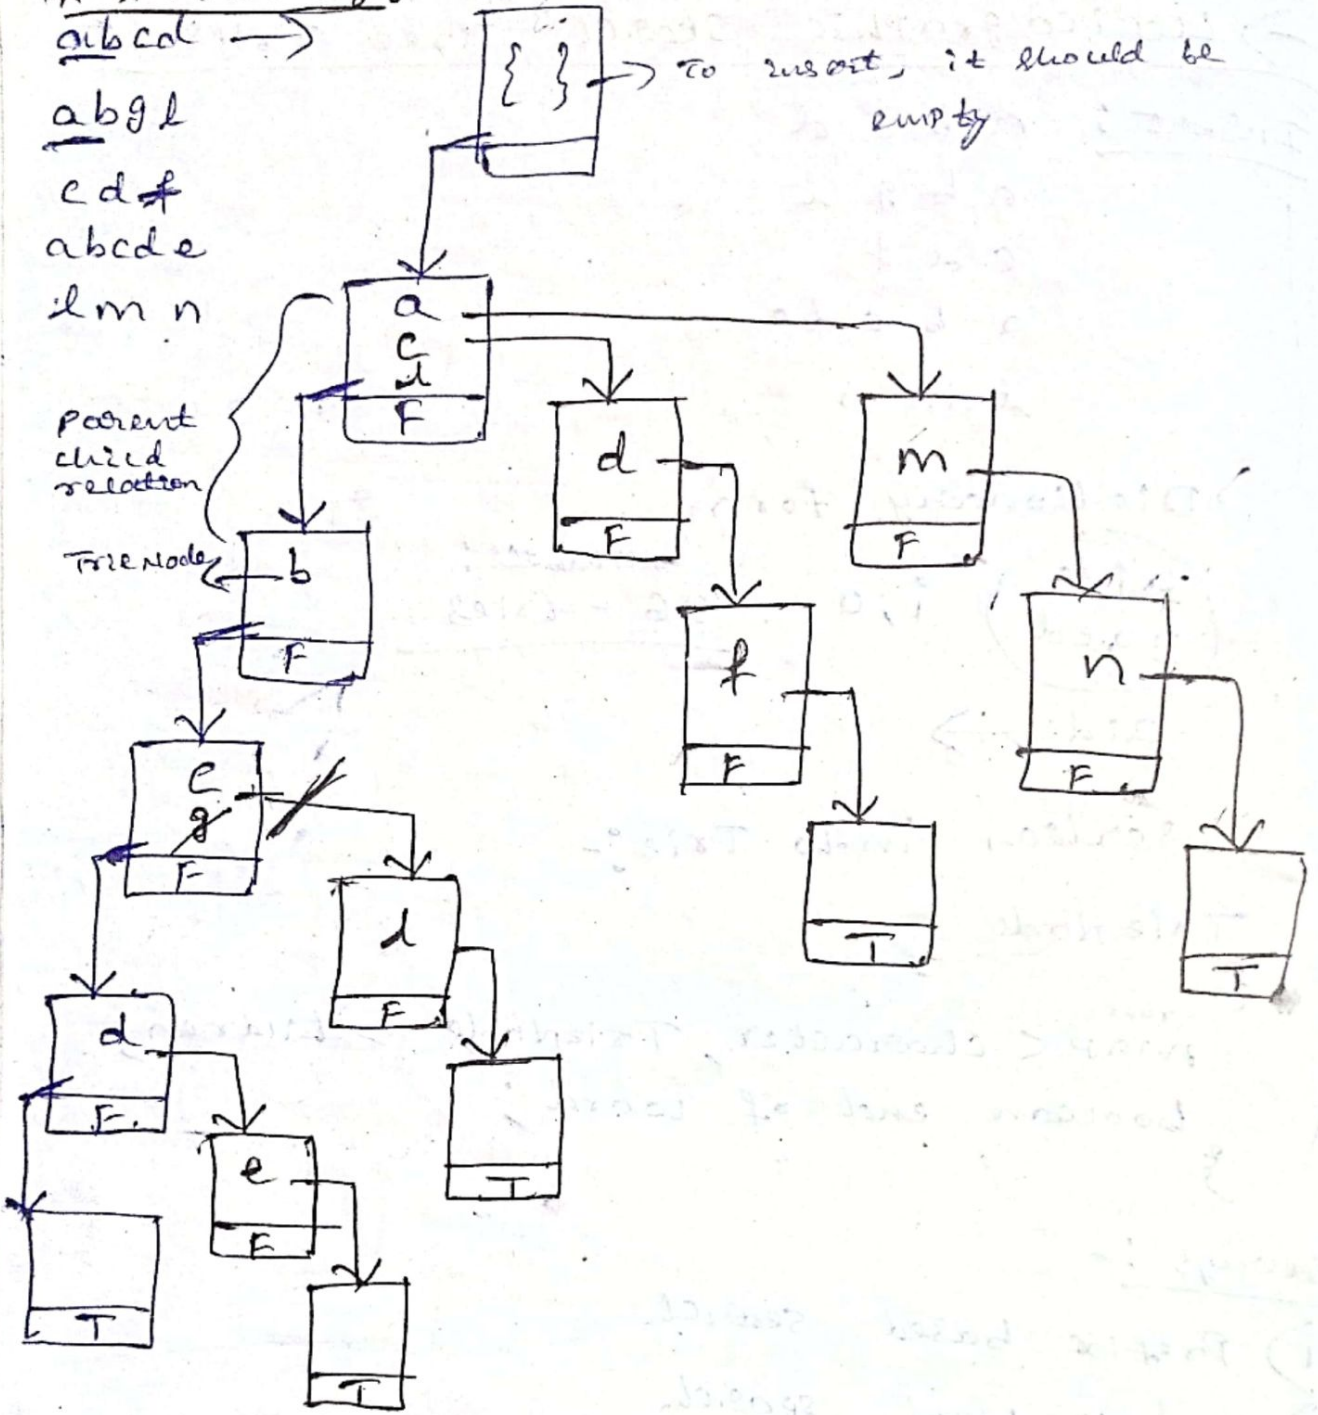 abcd →
{ } → To insert, it should be
empty
abgl
cdf
abcde
lmn
a
c
l
F
parent
child
relation
d
F
m
F
TrieNode ← b
F
f
F
n
F
c
g
F
l
F
T
T
d
F
T
e
F
T
T